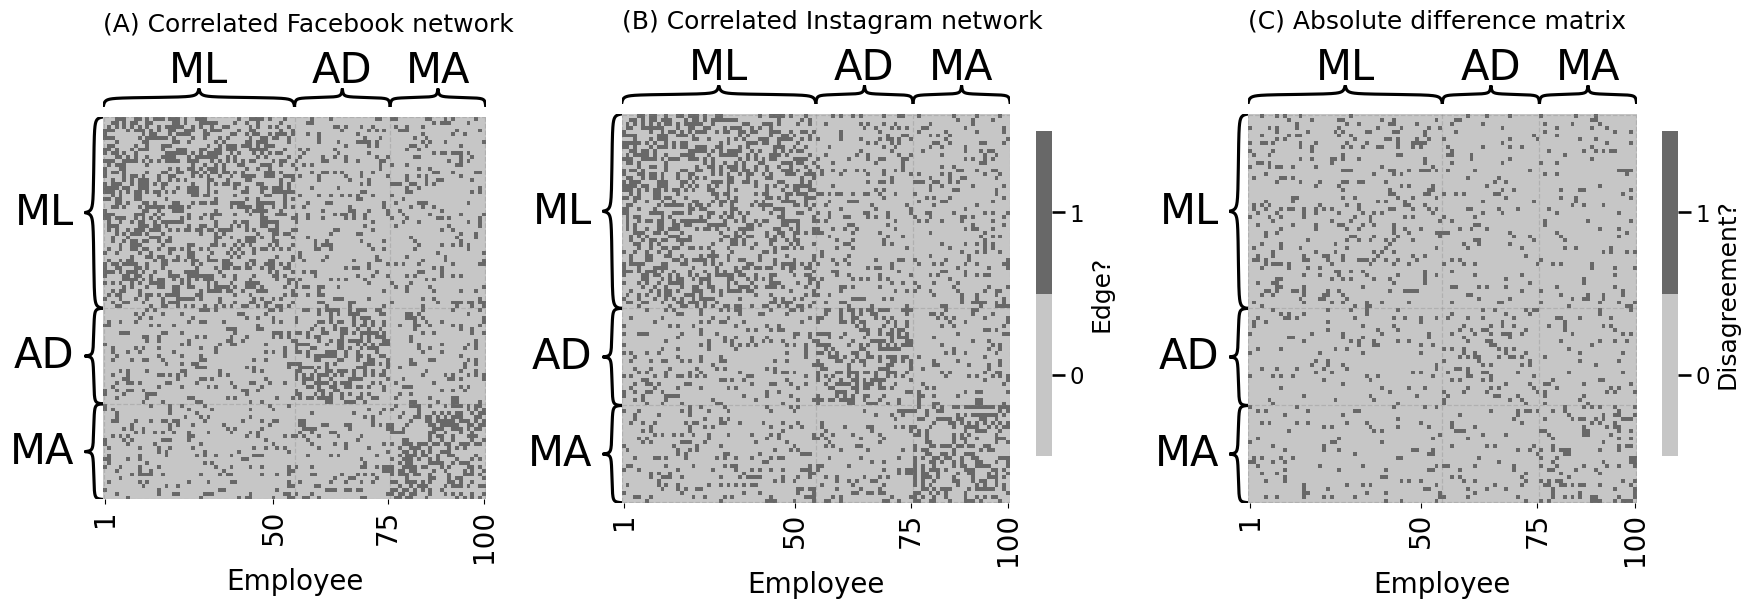 (A) Correlated Facebook network
ML AD MA
ML
AD
MA
1 50 75 100
Employee
(B) Correlated Instagram network
ML AD MA
ML
AD
MA
1 50 75 100
Employee
1
0
Edge?
(C) Absolute difference matrix
ML AD MA
ML
AD
MA
1 50 75 100
Employee
1
0
Disagreement?